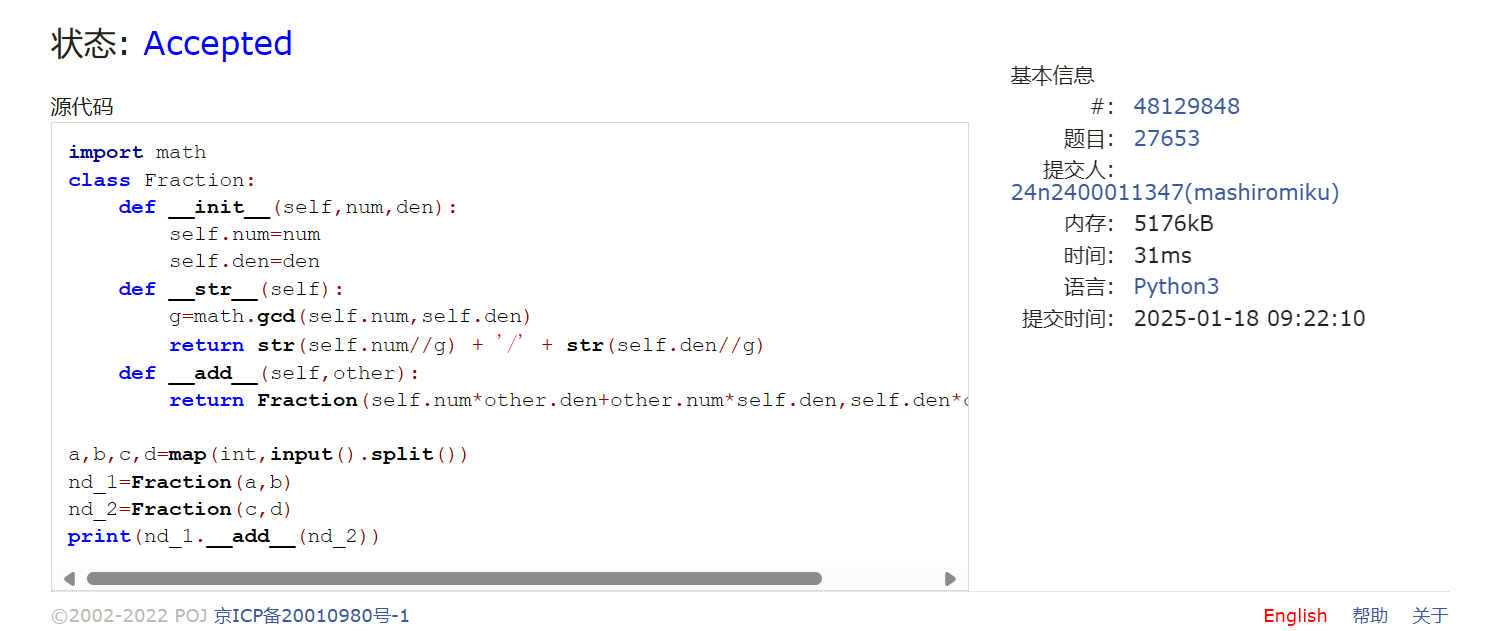 状态: Accepted
源代码
import math
class Fraction:
    def __init__(self,num,den):
        self.num=num
        self.den=den
    def __str__(self):
        g=math.gcd(self.num,self.den)
        return str(self.num//g) + '/' + str(self.den//g)
    def __add__(self,other):
        return Fraction(self.num*other.den+other.num*self.den,self.den*
a,b,c,d=map(int,input().split())
nd_1=Fraction(a,b)
nd_2=Fraction(c,d)
print(nd_1.__add__(nd_2))
基本信息
#: 48129848
题目: 27653
提交人:
24n2400011347(mashiromiku)
内存: 5176kB
时间: 31ms
语言: Python3
提交时间: 2025-01-18 09:22:10
©2002-2022 POJ 京ICP备20010980号-1
English 帮助 关于